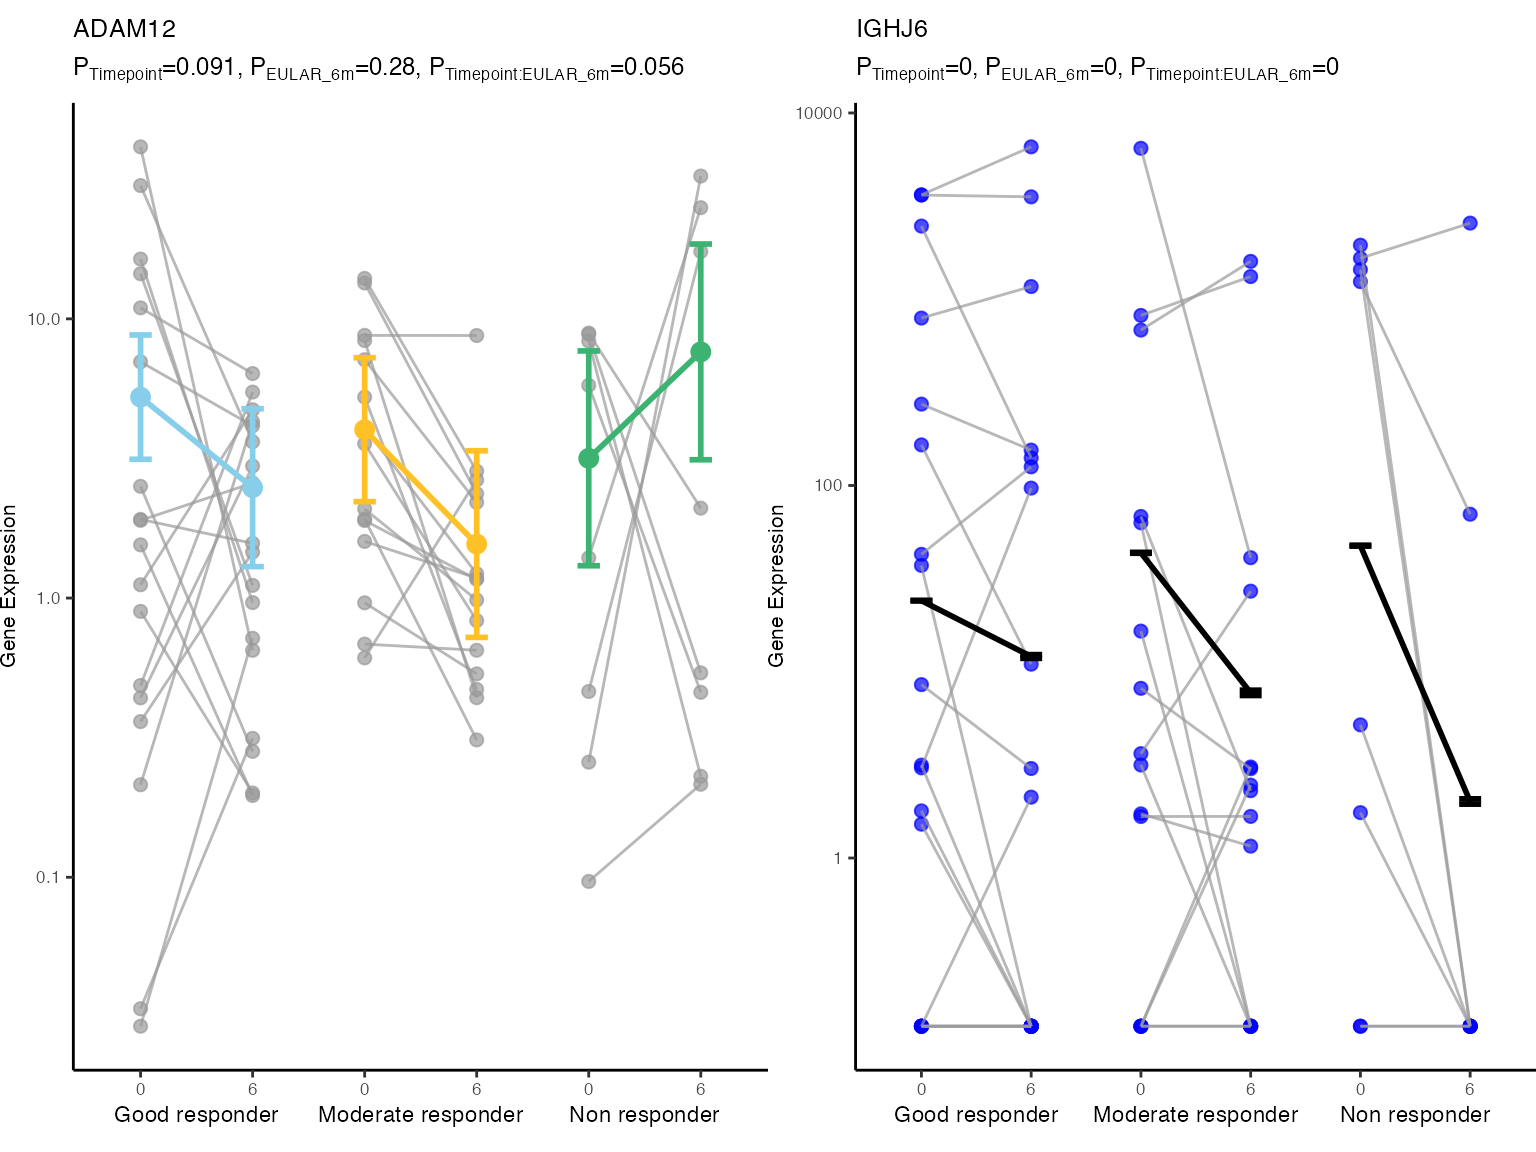 ADAM12
PTimepoint=0.091, PEULAR_6m=0.28, PTimepoint:EULAR_6m=0.056
Gene Expression
10.0
1.0
0.1
0 6 0 6 0 6
Good responder Moderate responder Non responder
IGHJ6
PTimepoint=0, PEULAR_6m=0, PTimepoint:EULAR_6m=0
Gene Expression
10000
100
1
0 6 0 6 0 6
Good responder Moderate responder Non responder